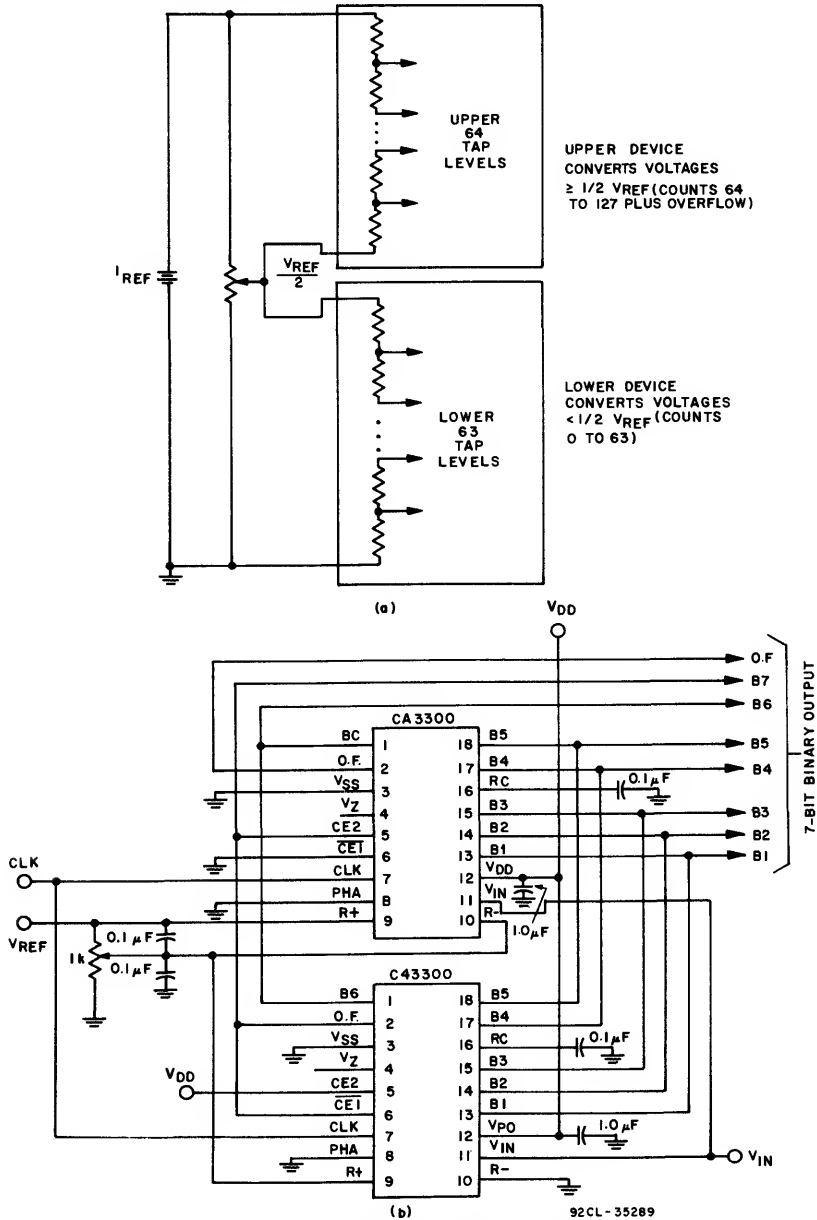 UPPER
64
TAP
LEVELS
UPPER DEVICE
CONVERTS VOLTAGES
≥ 1/2 VREF (COUNTS 64
TO 127 PLUS OVERFLOW)
IREF
VREF
2
LOWER
63
TAP
LEVELS
LOWER DEVICE
CONVERTS VOLTAGES
< 1/2 VREF (COUNTS
0 TO 63)
(a)
VDD
O.F
B7
B6
B5
B4
B3
B2
B1
7-BIT BINARY OUTPUT
CA3300
BC 1
O.F. 2
VSS 3
VZ 4
CE2 5
CE1 6
CLK 7
PHA 8
R+ 9
18 B5
17 B4
16 RC
15 B3
14 B2
13 B1
12 VDD
11 VIN
10 R-
0.1μF
1.0μF
CLK
VREF
1k
0.1μF
0.1μF
C43300
B6 1
O.F. 2
VSS 3
VZ 4
CE2 5
CE1 6
CLK 7
PHA 8
R+ 9
18 B5
17 B4
16 RC
15 B3
14 B2
13 B1
12 VPO
11 VIN
10 R-
0.1μF
1.0μF
VDD
VIN
(b)
92CL-35289